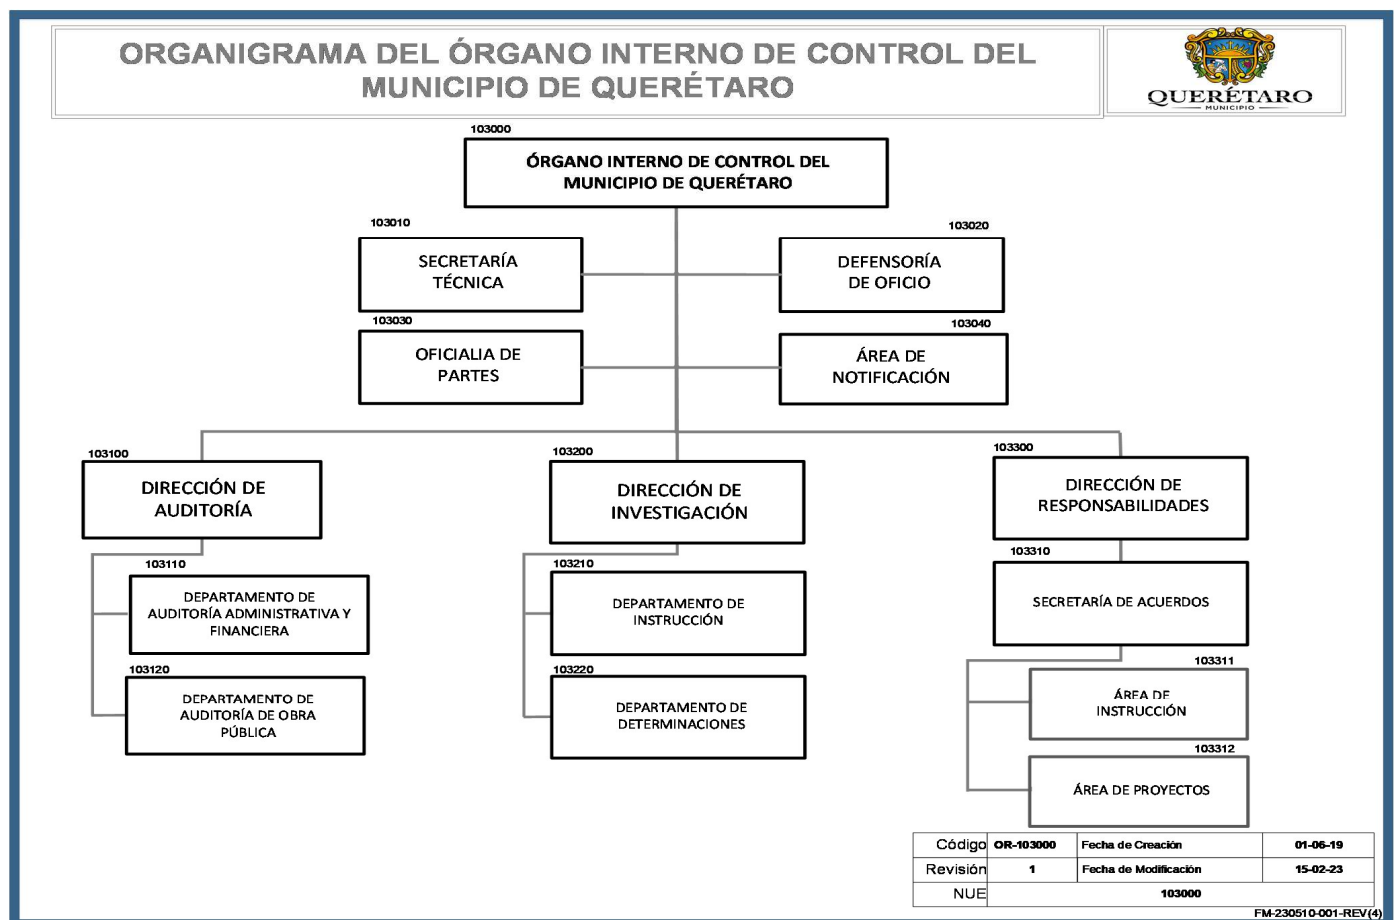 ORGANIGRAMA DEL ÓRGANO INTERNO DE CONTROL DEL
MUNICIPIO DE QUERÉTARO
QUERÉTARO
MUNICIPIO
103000
ÓRGANO INTERNO DE CONTROL DEL
MUNICIPIO DE QUERÉTARO
103010
SECRETARÍA
TÉCNICA
103020
DEFENSORÍA
DE OFICIO
103030
OFICIALIA DE
PARTES
103040
ÁREA DE
NOTIFICACIÓN
103100
DIRECCIÓN DE
AUDITORÍA
103110
DEPARTAMENTO DE
AUDITORÍA ADMINISTRATIVA Y
FINANCIERA
103120
DEPARTAMENTO DE
AUDITORÍA DE OBRA
PÚBLICA
103200
DIRECCIÓN DE
INVESTIGACIÓN
103210
DEPARTAMENTO DE
INSTRUCCIÓN
103220
DEPARTAMENTO DE
DETERMINACIONES
103300
DIRECCIÓN DE
RESPONSABILIDADES
103310
SECRETARÍA DE ACUERDOS
103311
ÁREA DE
INSTRUCCIÓN
103312
ÁREA DE PROYECTOS
Código OR-103000 Fecha de Creación 01-06-19
Revisión 1 Fecha de Modificación 15-02-23
NUE 103000
FM-230510-001-REV(4)